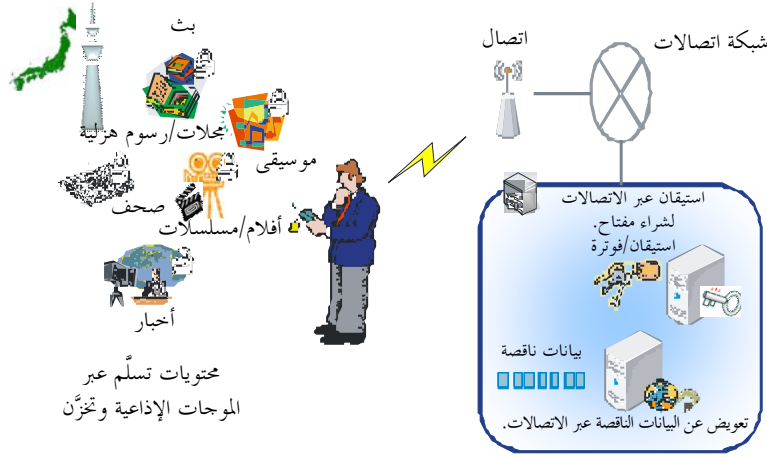 بث
اتصال
شبكة اتصالات
مجلات/رسوم هزلية
موسيقى
صحف
أفلام/مسلسلات
أخبار
محتويات تسلَّم عبر
الموجات الإذاعية وتخزَّن
استيقان عبر الاتصالات
لشراء مفتاح.
استيقان/فوترة
بيانات ناقصة
تعويض عن البيانات الناقصة عبر الاتصالات.